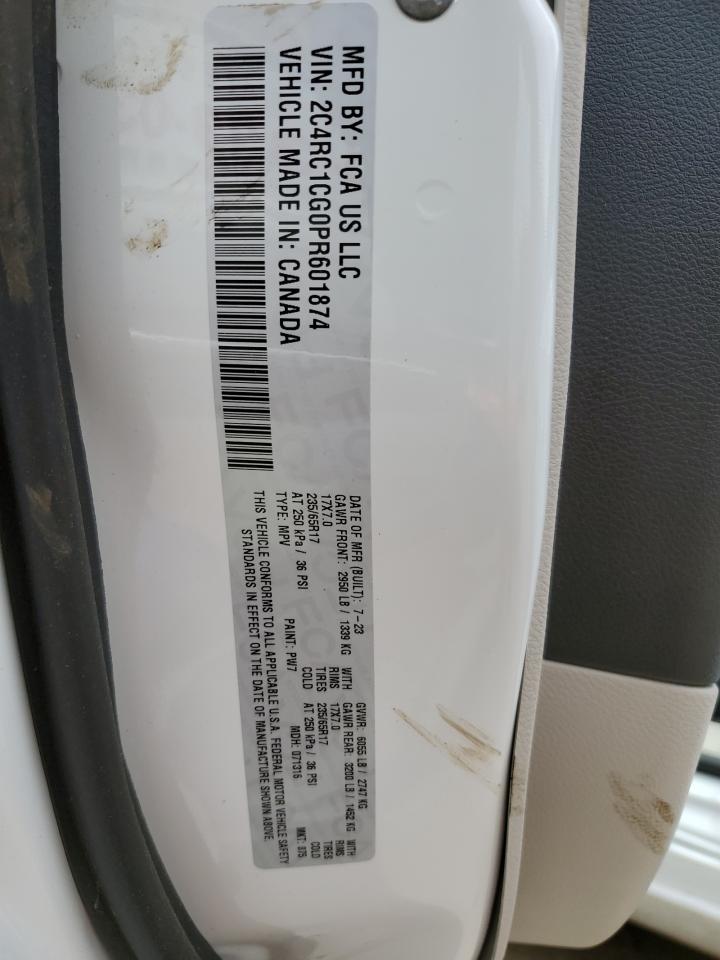 MFD BY: FCA US LLC
VIN: 2C4RC1CG0PR601874
VEHICLE MADE IN: CANADA
DATE OF MFR (BUILT): 7-23 GVWR: 6055 LB / 2747 KG
GAWR FRONT: 2950 LB / 1339 KG WITH GAWR REAR: 3200 LB / 1452 KG WITH
17X7.0 RIMS 17X7.0 RIMS
235/65R17 TIRES 235/65R17 TIRES
AT 250 kPa / 36 PSI COLD AT 250 kPa / 36 PSI COLD
TYPE: MPV PAINT: PW7 MDH: 071316 MKT: 875
THIS VEHICLE CONFORMS TO ALL APPLICABLE U.S.A. FEDERAL MOTOR VEHICLE SAFETY
STANDARDS IN EFFECT ON THE DATE OF MANUFACTURE SHOWN ABOVE.